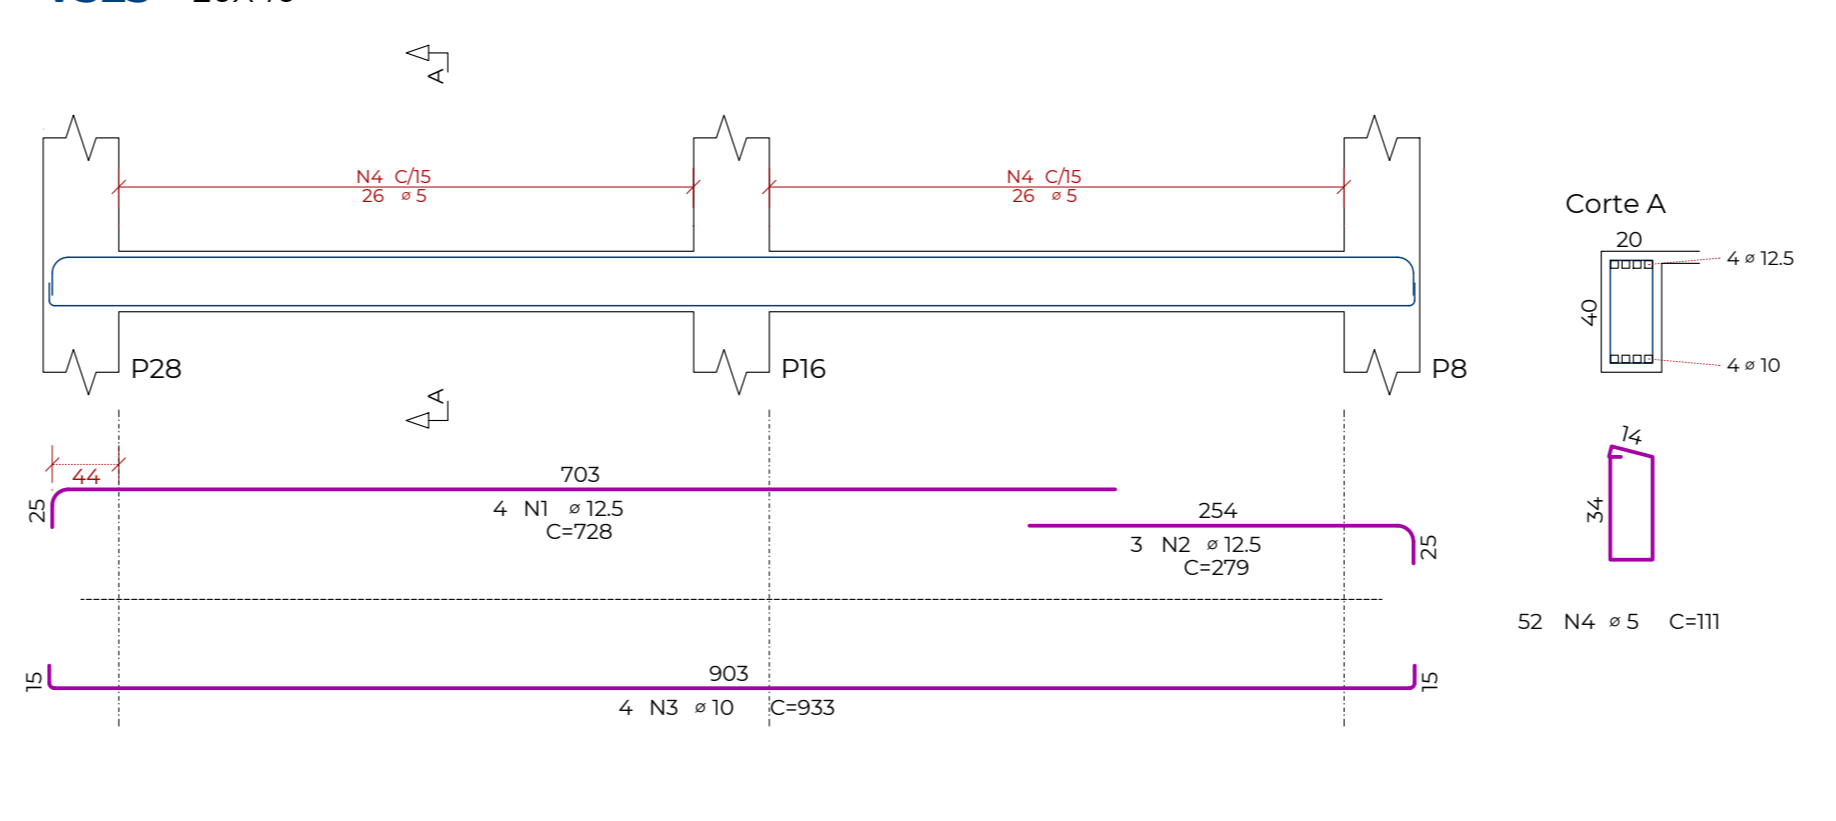 A
N4 C/15
26 ⌀ 5
N4 C/15
26 ⌀ 5
Corte A
20
4 ⌀ 12.5
40
4 ⌀ 10
P28
P16
P8
A
14
34
44
703
25
4 N1 ⌀ 12.5
C=728
254
3 N2 ⌀ 12.5
25
C=279
52 N4 ⌀ 5 C=111
903
15
15
4 N3 ⌀ 10 C=933